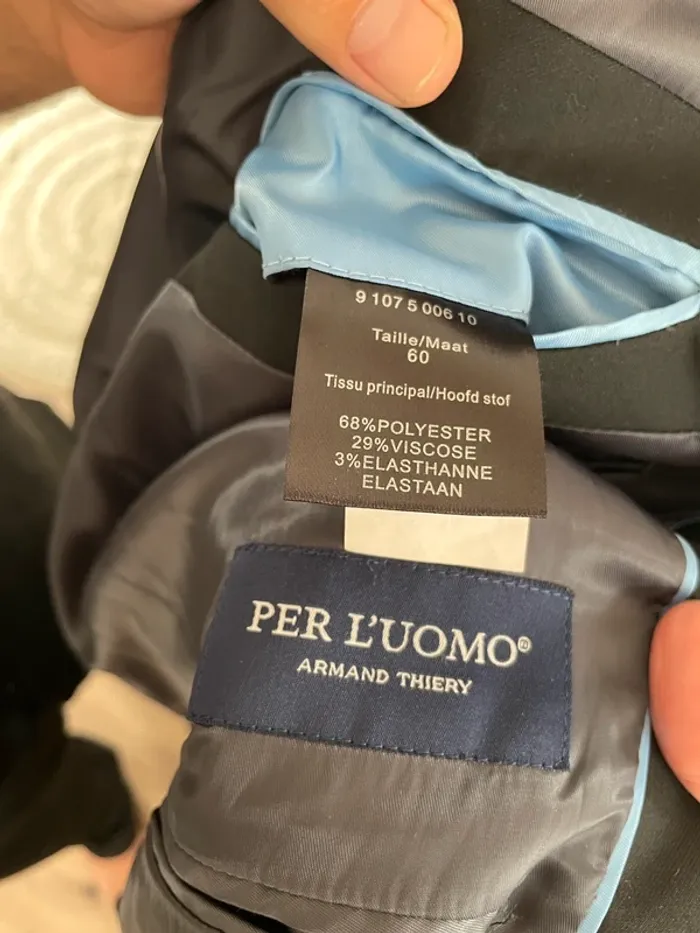 9 107 5 006 10
Taille/Maat
60
Tissu principal/Hoofd stof
68%POLYESTER
29%VISCOSE
3%ELASTHANNE
ELASTAAN
PER L'UOMO®
ARMAND THIERY